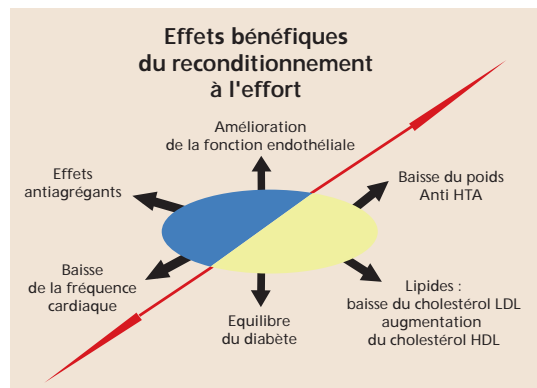 Effets bénéfiques
du reconditionnement
à l'effort
Amélioration
de la fonction endothéliale
Effets
antiagrégants
Baisse du poids
Anti HTA
Baisse
de la fréquence
cardiaque
Equilibre
du diabète
Lipides :
baisse du cholestérol LDL
augmentation
du cholestérol HDL